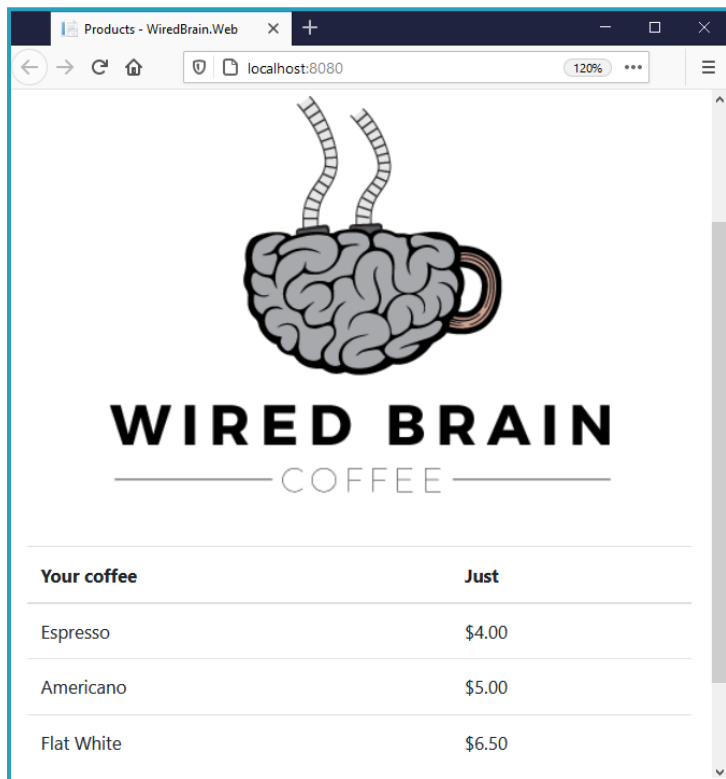 Products - WiredBrain.Web
localhost:8080
120%
WIRED BRAIN
COFFEE
Your coffee Just
Espresso $4.00
Americano $5.00
Flat White $6.50